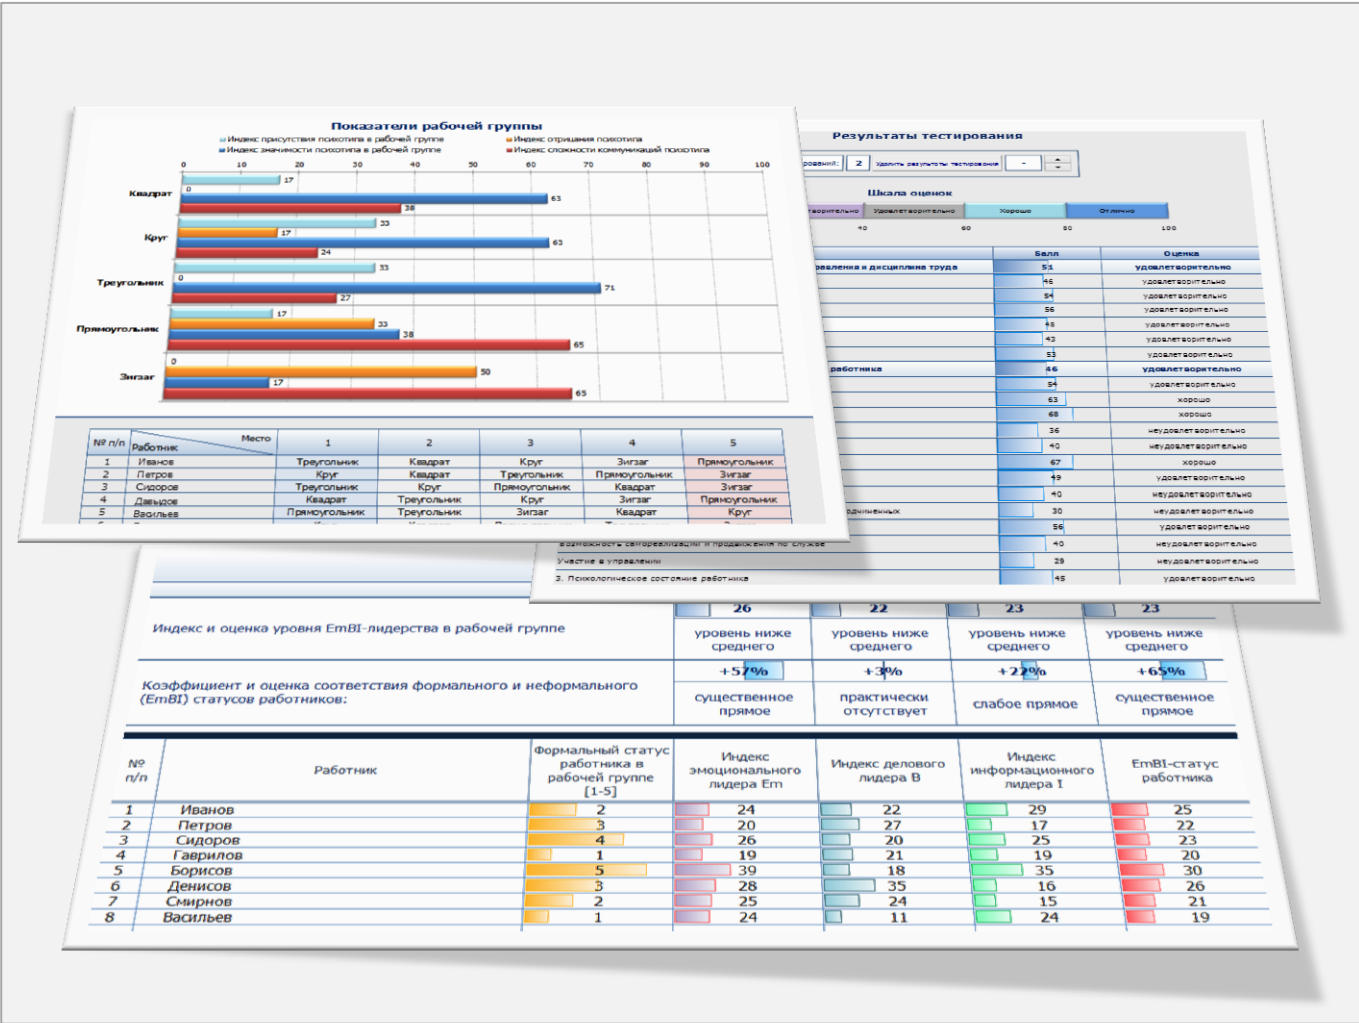 Показатели рабочей группы
Индекс присутствия психотипа в рабочей группе Индекс отрицания психотипа
Индекс значимости психотипа в рабочей группе Индекс сложности коммуникаций психотипа
0 10 20 30 40 50 60 70 80 90 100
Квадрат 17 0 63 38
Круг 33 17 63 24
Треугольник 33 0 71 27
Прямоугольник 17 33 38 65
Зигзаг 0 50 17 65
№ п/п Работник Место 1 2 3 4 5
1 Иванов Треугольник Квадрат Круг Зигзаг Прямоугольник
2 Петров Круг Квадрат Треугольник Прямоугольник Зигзаг
3 Сидоров Треугольник Круг Прямоугольник Квадрат Зигзаг
4 Давыдов Квадрат Треугольник Круг Зигзаг Прямоугольник
5 Васильев Прямоугольник Треугольник Зигзаг Квадрат Круг
Результаты тестирования
2 Удалить результаты тестирования -
Шкала оценок
Удовлетворительно Хорошо Отлично
40 60 80 100
Балл Оценка
и дисциплина труда 51 удовлетворительно
46 удовлетворительно
54 удовлетворительно
56 удовлетворительно
48 удовлетворительно
43 удовлетворительно
53 удовлетворительно
работника 46 удовлетворительно
54 удовлетворительно
63 хорошо
68 хорошо
36 неудовлетворительно
40 неудовлетворительно
67 хорошо
49 удовлетворительно
40 неудовлетворительно
30 неудовлетворительно
56 удовлетворительно
Возможность самореализации и продвижения по службе 40 неудовлетворительно
Участие в управлении 29 неудовлетворительно
3. Психологическое состояние работника 45 удовлетворительно
26 22 23 23
Индекс и оценка уровня EmBI-лидерства в рабочей группе
уровень ниже среднего уровень ниже среднего уровень ниже среднего уровень ниже среднего
+57% +3% +22% +65%
Коэффициент и оценка соответствия формального и неформального
(EmBI) статусов работников:
существенное прямое практически отсутствует слабое прямое существенное прямое
№ п/п Работник Формальный статус работника в рабочей группе [1-5] Индекс эмоционального лидера Em Индекс делового лидера B Индекс информационного лидера I EmBI-статус работника
1 Иванов 2 24 22 29 25
2 Петров 3 20 27 17 22
3 Сидоров 4 26 20 25 23
4 Гаврилов 1 19 21 19 20
5 Борисов 5 39 18 35 30
6 Денисов 3 28 35 16 26
7 Смирнов 2 25 24 15 21
8 Васильев 1 24 11 24 19